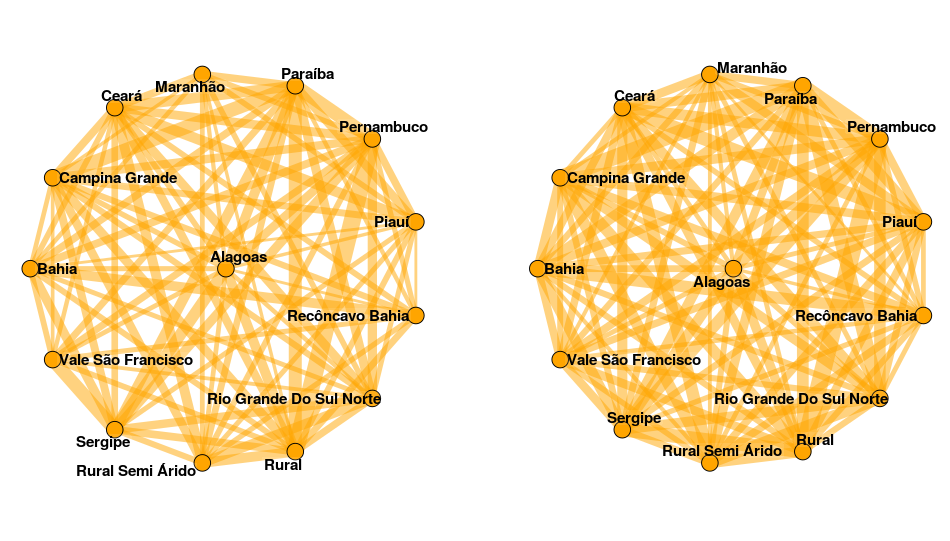 Maranhão
Paraíba
Ceará
Pernambuco
Campina Grande
Piauí
Alagoas
Bahia
Recôncavo Bahia
Vale São Francisco
Rio Grande Do Sul Norte
Sergipe
Rural Semi Árido
Rural
Maranhão
Paraíba
Ceará
Pernambuco
Campina Grande
Piauí
Bahia
Alagoas
Recôncavo Bahia
Vale São Francisco
Rio Grande Do Sul Norte
Sergipe
Rural
Rural Semi Árido